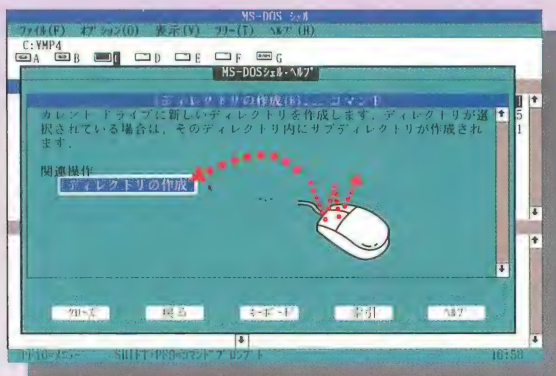 MS-DOS シェル
ファイル(F) オプション(O) 表示(V) ツリー(T) ヘルプ(H)
C:¥MP4
A B C D E F G
MS-DOSシェル・ヘルプ
ディレクトリの作成(E)... コマンド
カレント ドライブに新しいディレクトリを作成します. ディレクトリが選
択されている場合は, そのディレクトリ内にサブディレクトリが作成され
ます.
関連操作
ディレクトリの作成
クローズ 戻る キーボード 索引 ヘルプ
SHIFT+PF9=コマンド プロンプト 16:58